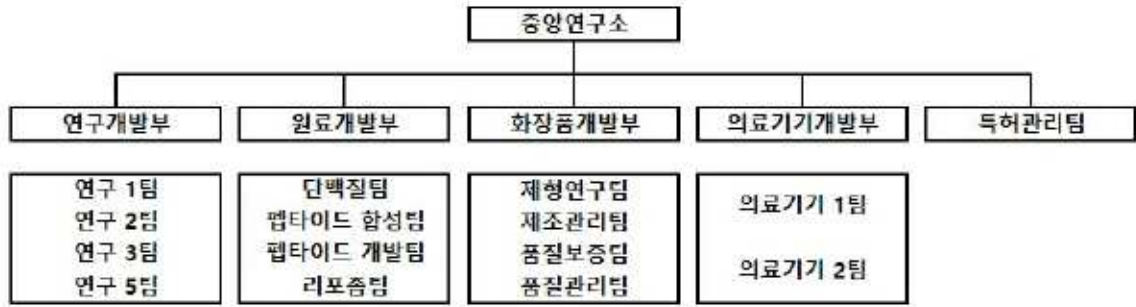 중앙연구소
연구개발부 원료개발부 화장품개발부 의료기기개발부 특허관리팀
연구 1팀
연구 2팀
연구 3팀
연구 5팀
단백질팀
펩타이드 합성팀
펩타이드 개발팀
리포좀팀
제형연구팀
제조관리팀
품질보증팀
품질관리팀
의료기기 1팀
의료기기 2팀